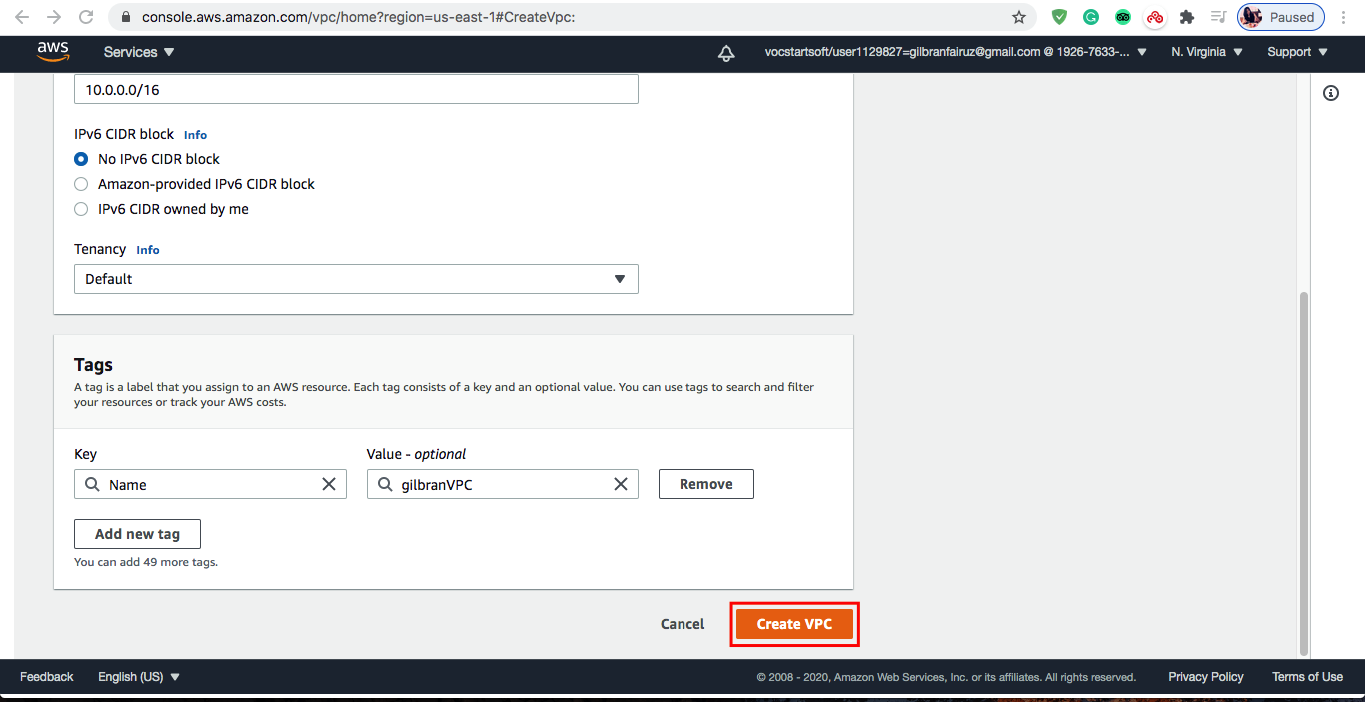 console.aws.amazon.com/vpc/home?region=us-east-1#CreateVpc:
Paused
aws
Services
vocstartsoft/user1129827=gilbranfairuz@gmail.com @ 1926-7633-...
N. Virginia
Support
10.0.0.0/16
IPv6 CIDR block Info
No IPv6 CIDR block
Amazon-provided IPv6 CIDR block
IPv6 CIDR owned by me
Tenancy Info
Default
Tags
A tag is a label that you assign to an AWS resource. Each tag consists of a key and an optional value. You can use tags to search and filter
your resources or track your AWS costs.
Key
Value - optional
Name
gilbranVPC
Remove
Add new tag
You can add 49 more tags.
Cancel
Create VPC
Feedback
English (US)
© 2008 - 2020, Amazon Web Services, Inc. or its affiliates. All rights reserved.
Privacy Policy
Terms of Use